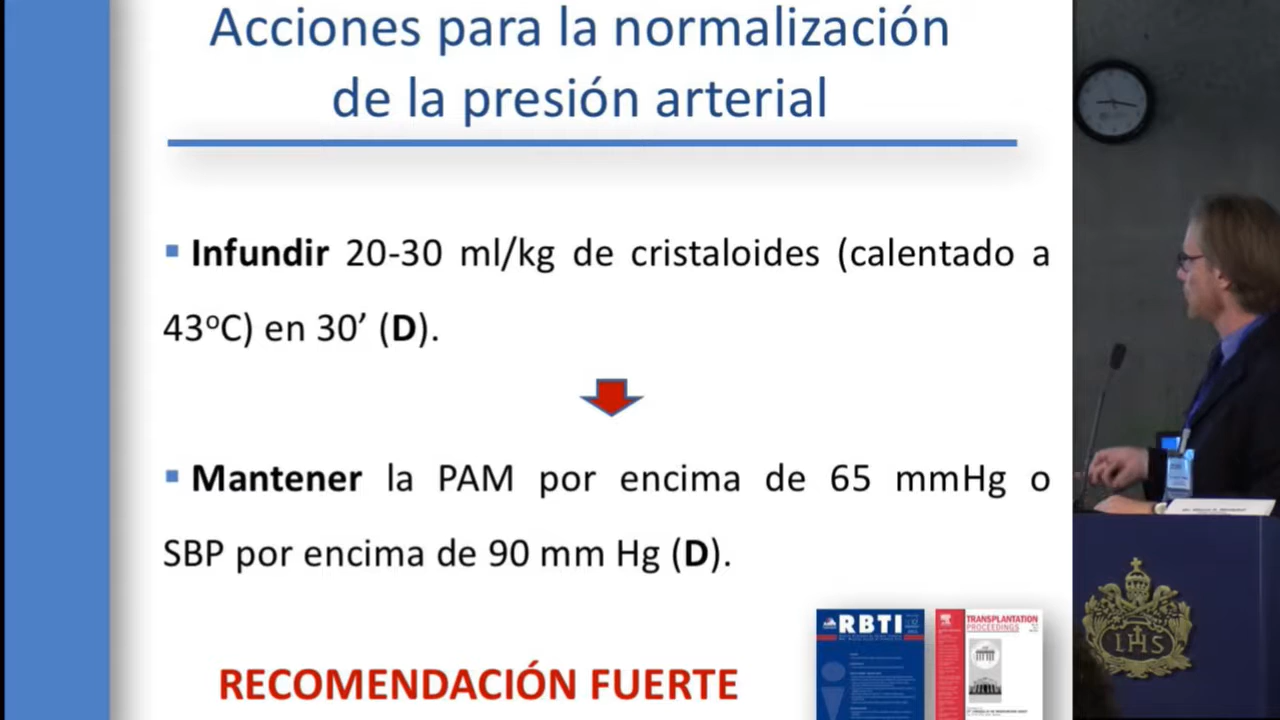 Acciones para la normalización
de la presión arterial
▪ Infundir 20-30 ml/kg de cristaloides (calentado a
43ºC) en 30’ (D).
▪ Mantener la PAM por encima de 65 mmHg o
SBP por encima de 90 mm Hg (D).
RECOMENDACIÓN FUERTE
RBTI
TRANSPLANTATION
PROCEEDINGS
IHS